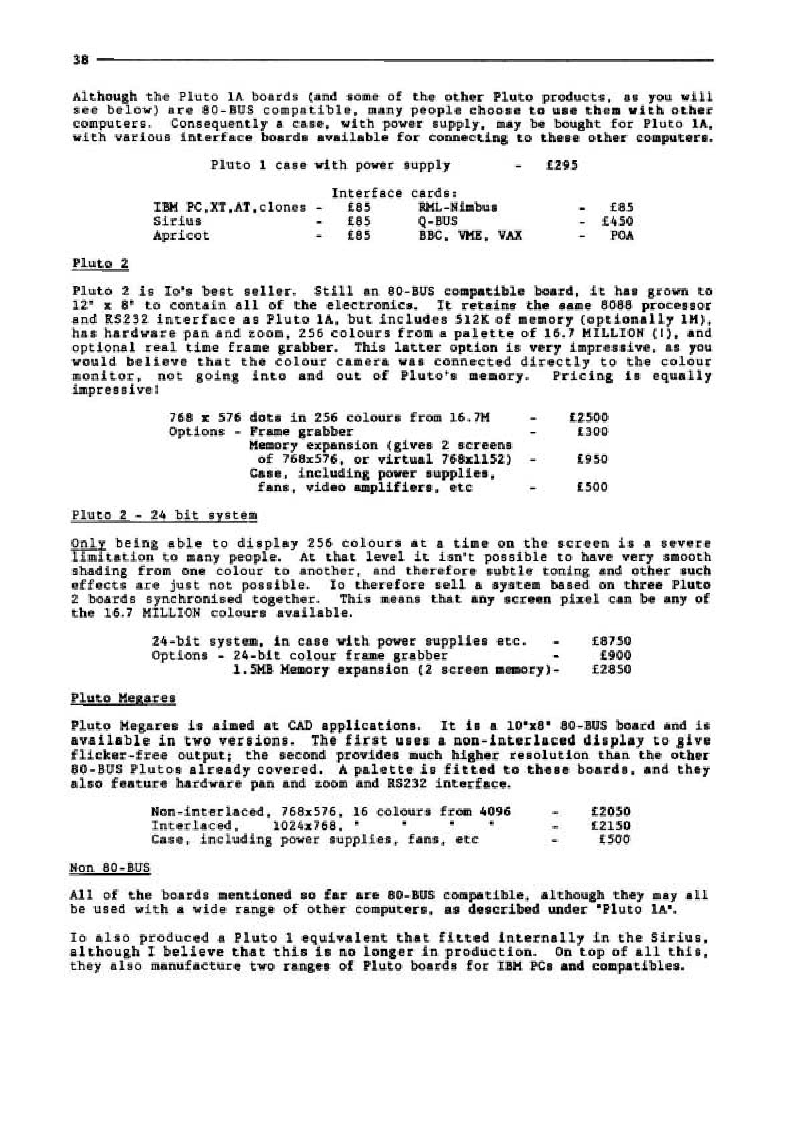 38
Although the Pluto 1A boards (and some of the other Pluto products, as you will
see below) are 80-BUS compatible, many people choose to use them with other
computers. Consequently a case, with power supply, may be bought for Pluto 1A,
with various interface boards available for connecting to these other computers.
Pluto 1 case with power supply - £295
Interface cards:
IBM PC,XT,AT,clones - £85 RML-Nimbus - £85
Sirius - £85 Q-BUS - £450
Apricot - £85 BBC, VME, VAX - POA
Pluto 2
Pluto 2 is Io's best seller. Still an 80-BUS compatible board, it has grown to
12" x 8" to contain all of the electronics. It retains the same 8088 processor
and RS232 interface as Pluto 1A, but includes 512K of memory (optionally 1M),
has hardware pan and zoom, 256 colours from a palette of 16.7 MILLION (!), and
optional real time frame grabber. This latter option is very impressive, as you
would believe that the colour camera was connected directly to the colour
monitor, not going into and out of Pluto's memory. Pricing is equally
impressive!
768 x 576 dots in 256 colours from 16.7M - £2500
Options - Frame grabber - £300
Memory expansion (gives 2 screens
of 768x576, or virtual 768x1152) - £950
Case, including power supplies,
fans, video amplifiers, etc - £500
Pluto 2 - 24 bit system
Only being able to display 256 colours at a time on the screen is a severe
limitation to many people. At that level it isn't possible to have very smooth
shading from one colour to another, and therefore subtle toning and other such
effects are just not possible. Io therefore sell a system based on three Pluto
2 boards synchronised together. This means that any screen pixel can be any of
the 16.7 MILLION colours available.
24-bit system, in case with power supplies etc. - £8750
Options - 24-bit colour frame grabber - £900
1.5MB Memory expansion (2 screen memory)- £2850
Pluto Megares
Pluto Megares is aimed at CAD applications. It is a 10"x8" 80-BUS board and is
available in two versions. The first uses a non-interlaced display to give
flicker-free output; the second provides much higher resolution than the other
80-BUS Plutos already covered. A palette is fitted to these boards, and they
also feature hardware pan and zoom and RS232 interface.
Non-interlaced, 768x576, 16 colours from 4096 - £2050
Interlaced, 1024x768, " " " " - £2150
Case, including power supplies, fans, etc - £500
Non 80-BUS
All of the boards mentioned so far are 80-BUS compatible, although they may all
be used with a wide range of other computers, as described under "Pluto 1A".
Io also produced a Pluto 1 equivalent that fitted internally in the Sirius,
although I believe that this is no longer in production. On top of all this,
they also manufacture two ranges of Pluto boards for IBM PCs and compatibles.